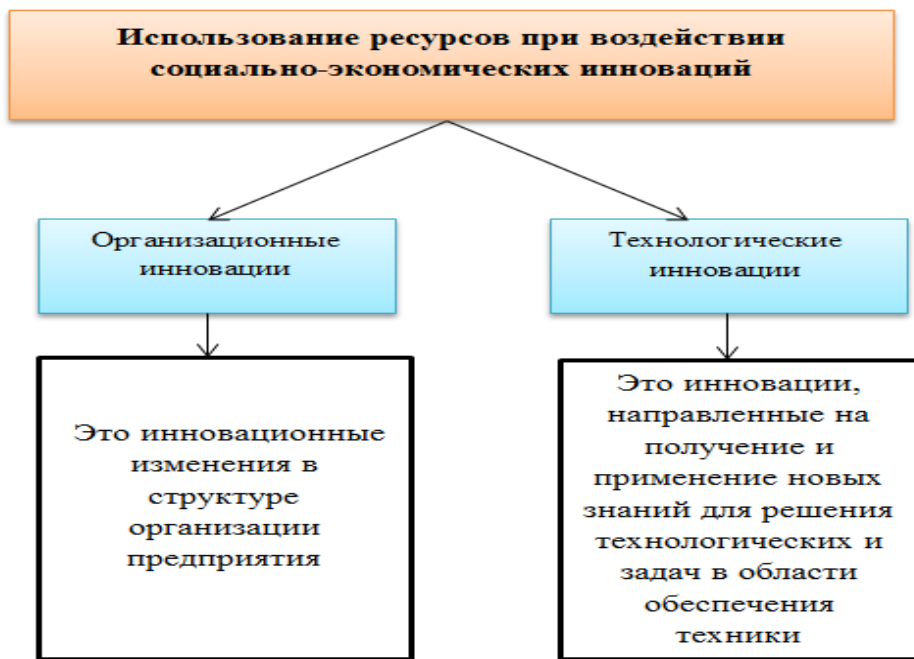 Использование ресурсов при воздействии
социально-экономических инноваций
Организационные
инновации
Технологические
инновации
Это инновационные
изменения в
структуре
организации
предприятия
Это инновации,
направленные на
получение и
применение новых
знаний для решения
технологических и
задач в области
обеспечения
техники